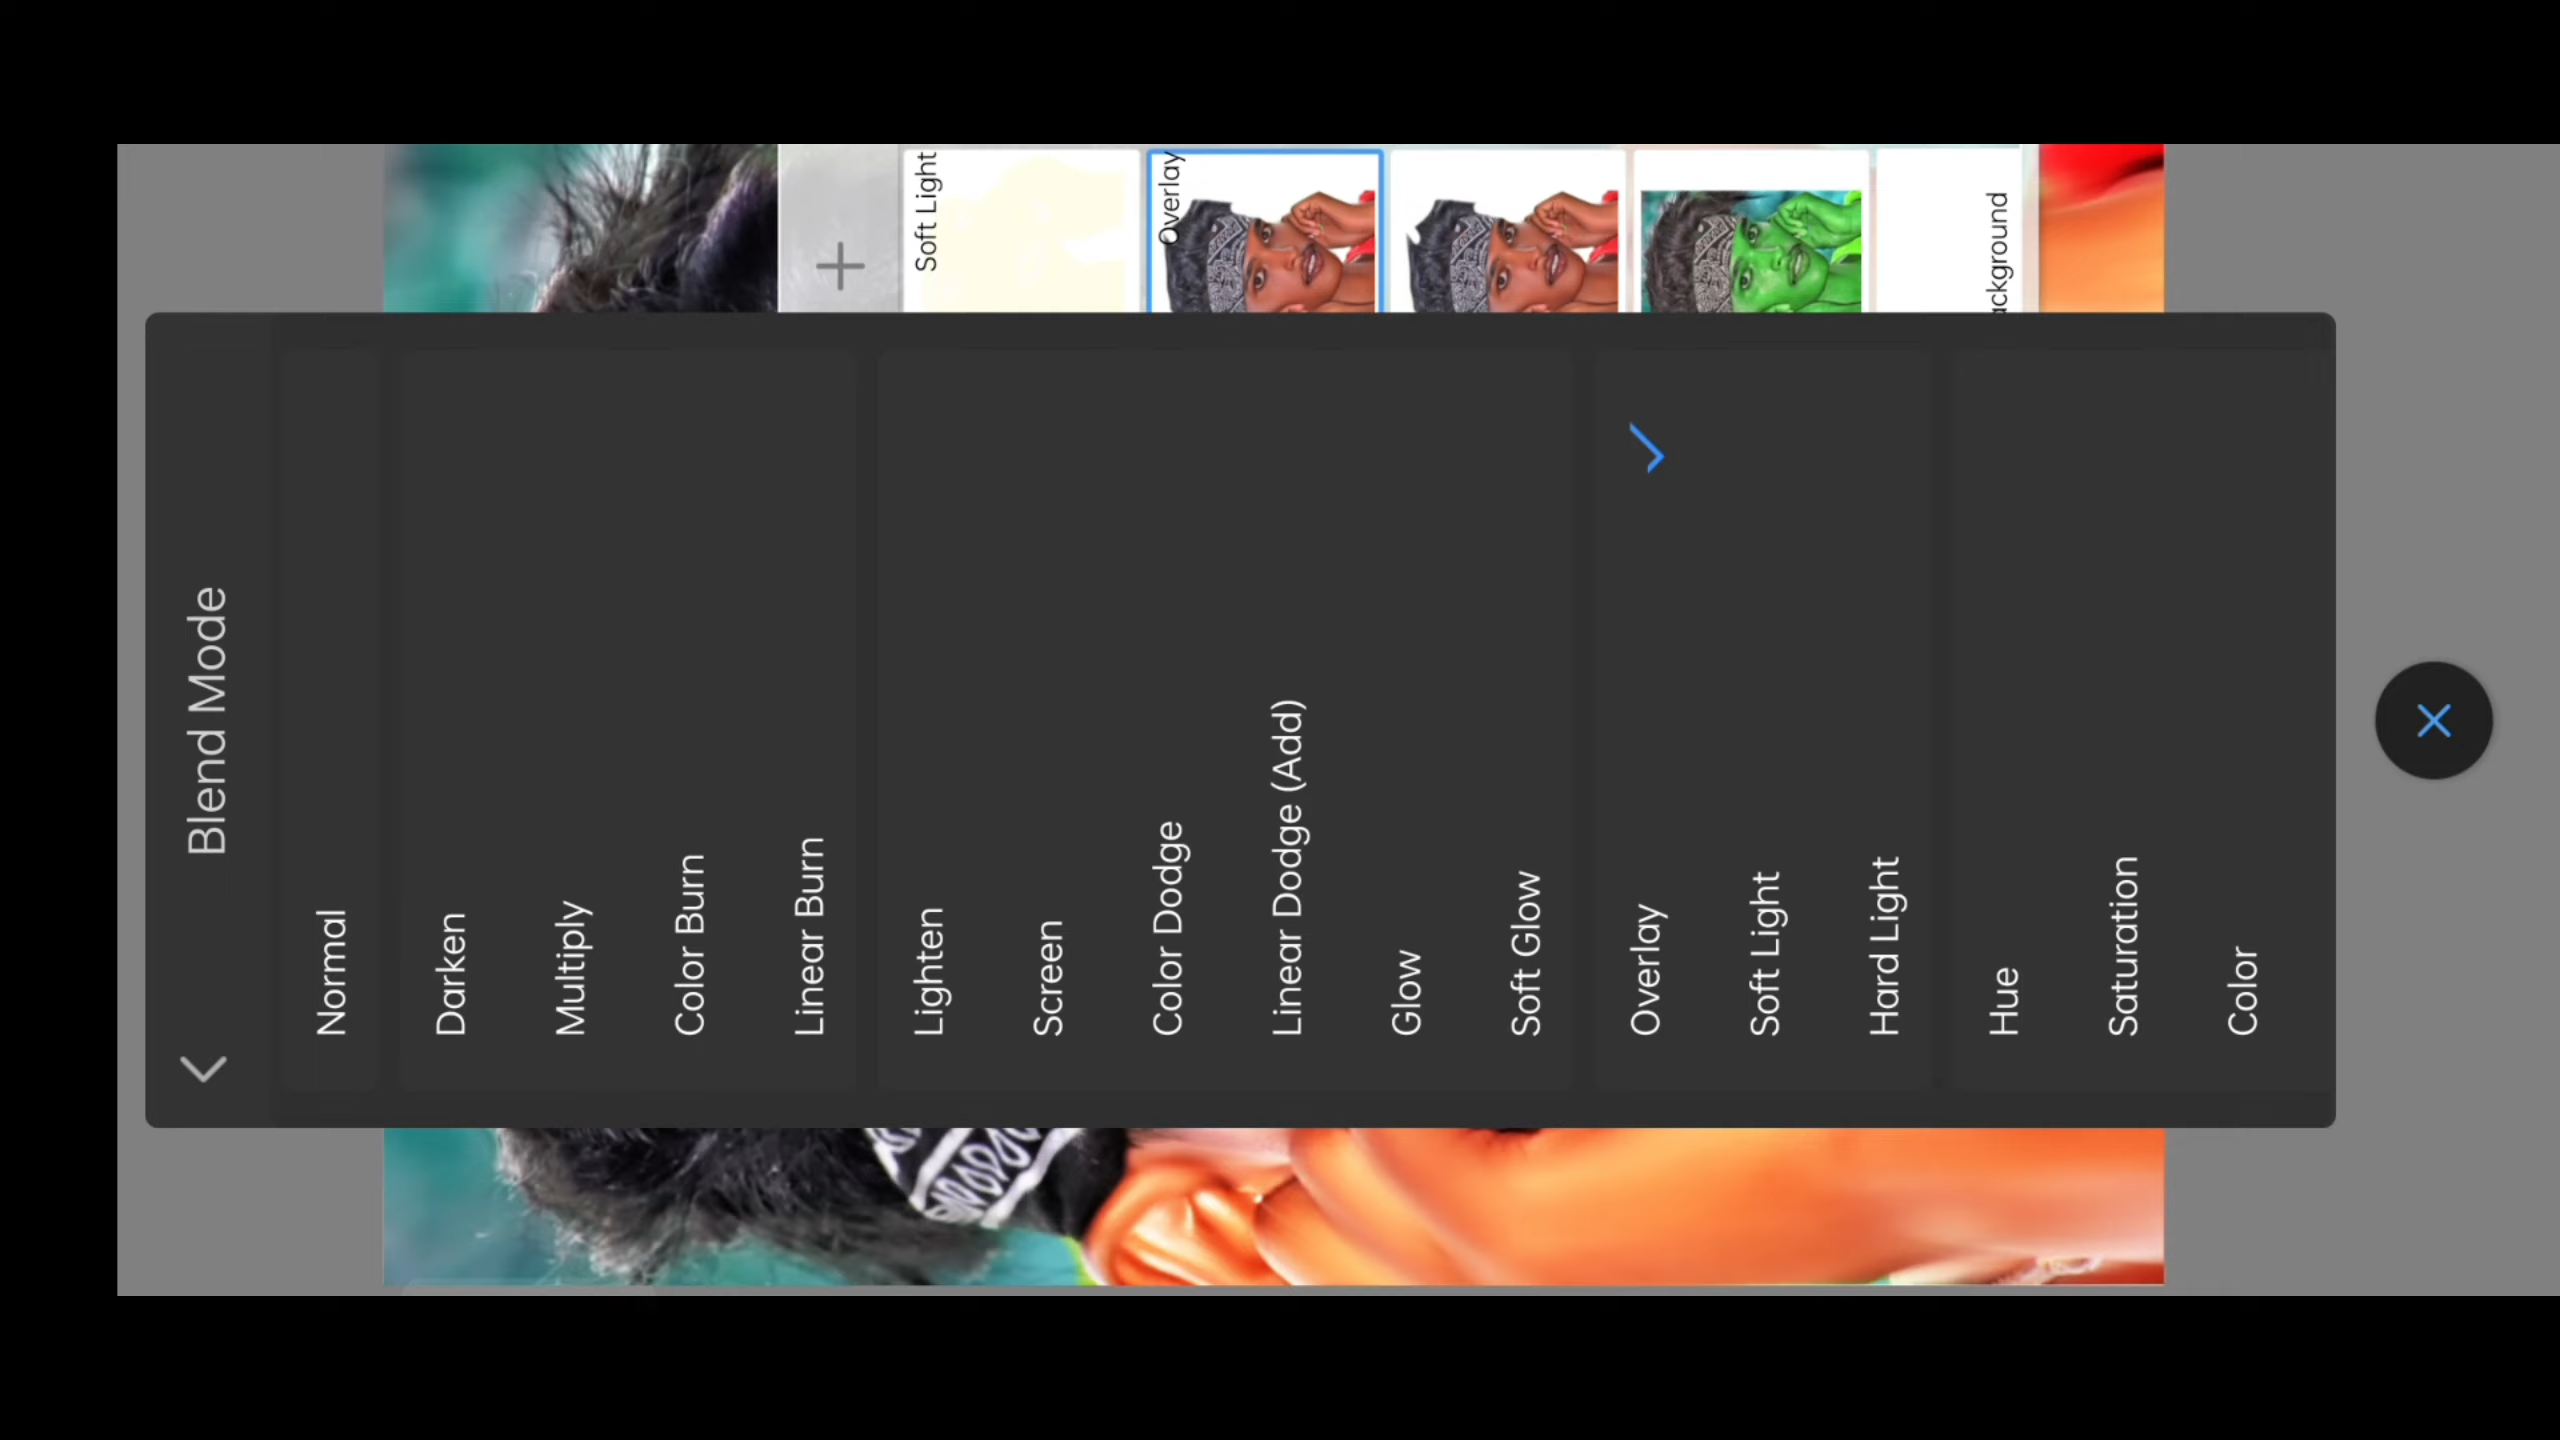 Blend Mode
Normal
Darken
Multiply
Color Burn
Linear Burn
Lighten
Screen
Color Dodge
Linear Dodge (Add)
Glow
Soft Glow
Overlay
Soft Light
Hard Light
Hue
Saturation
Color
Soft Light
Overlay
ackground